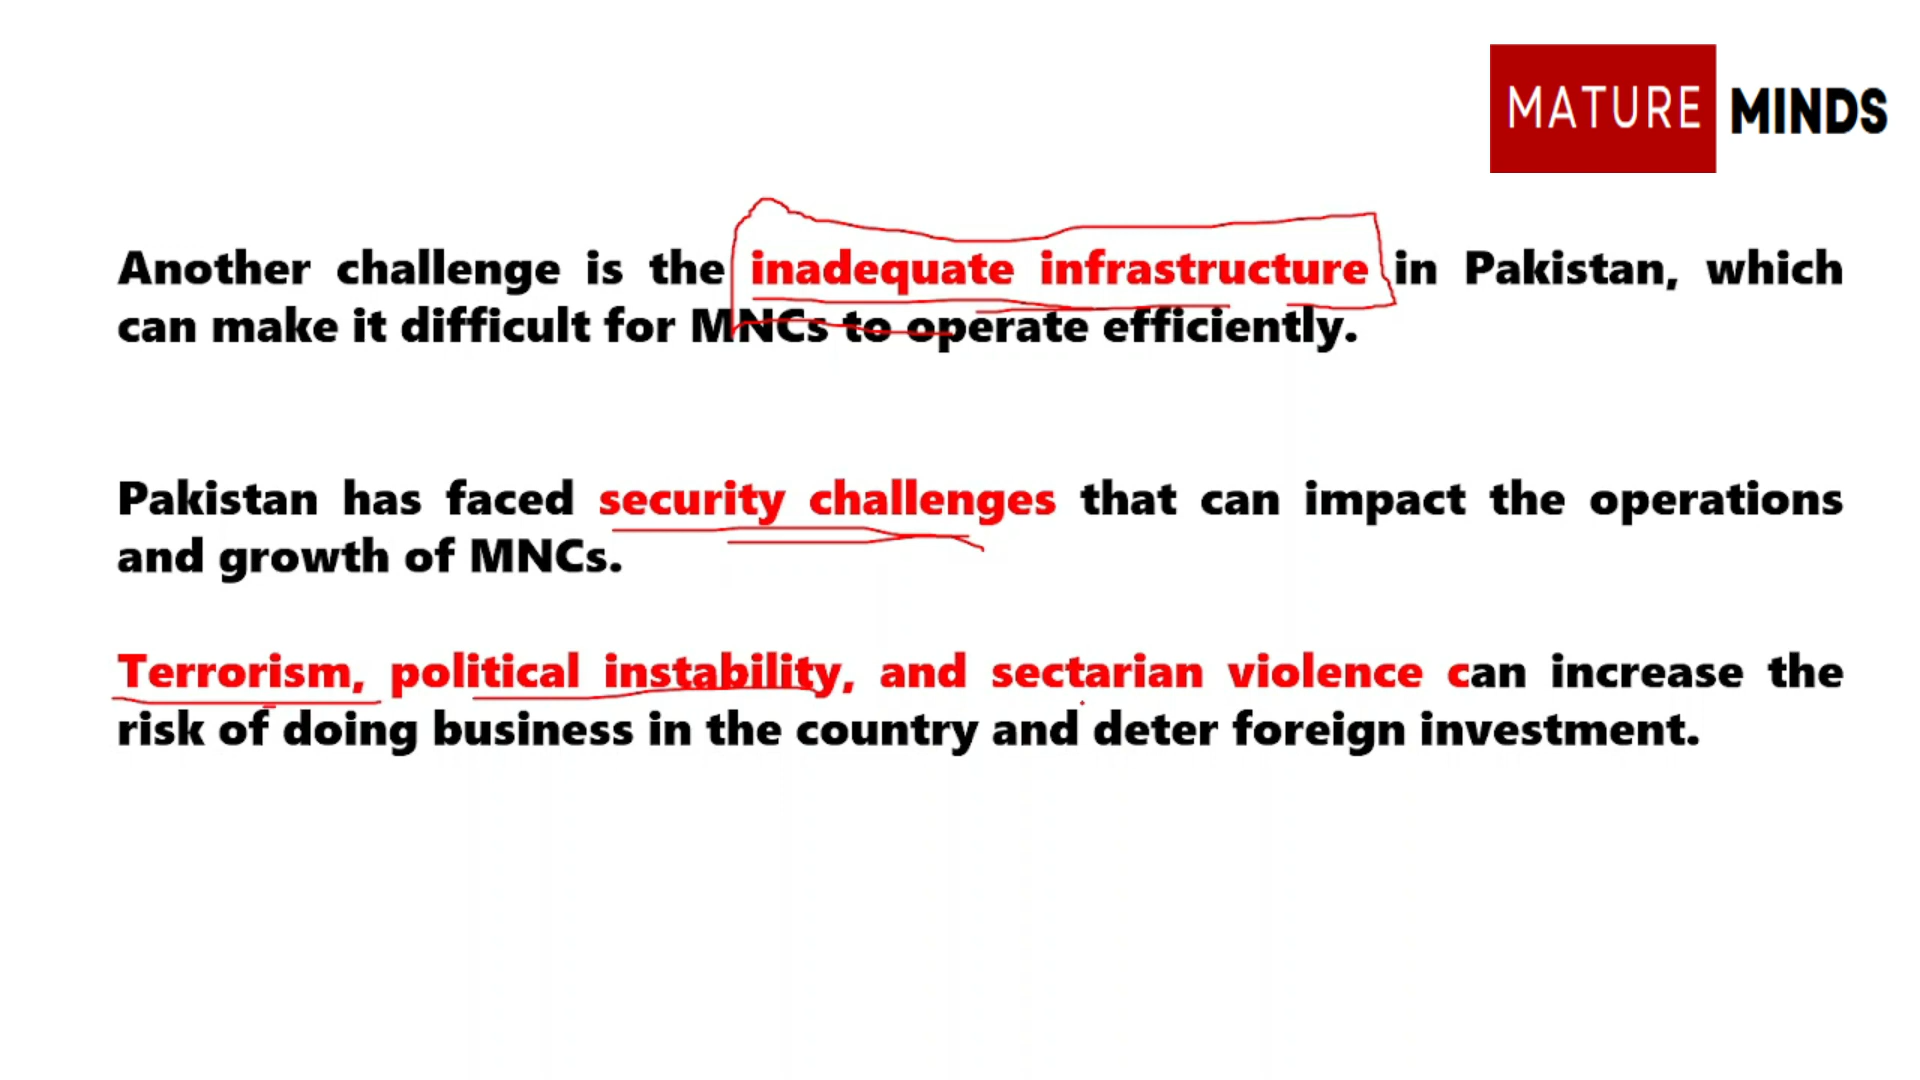 MATURE MINDS
Another challenge is the inadequate infrastructure in Pakistan, which
can make it difficult for MNCs to operate efficiently.
Pakistan has faced security challenges that can impact the operations
and growth of MNCs.
Terrorism, political instability, and sectarian violence can increase the
risk of doing business in the country and deter foreign investment.